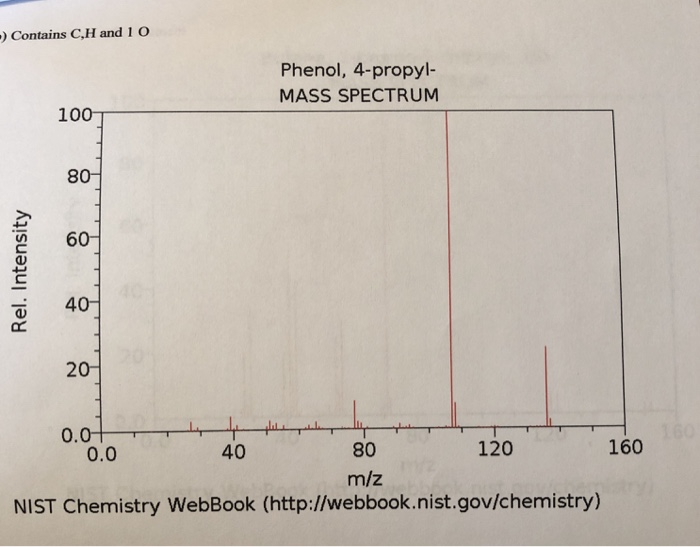 ) Contains C,H and 1 O
Phenol, 4-propyl-
MASS SPECTRUM
100
80
60
40
20
0.0
Rel. Intensity
0.0 40 80 120 160
m/z
NIST Chemistry WebBook (http://webbook.nist.gov/chemistry)